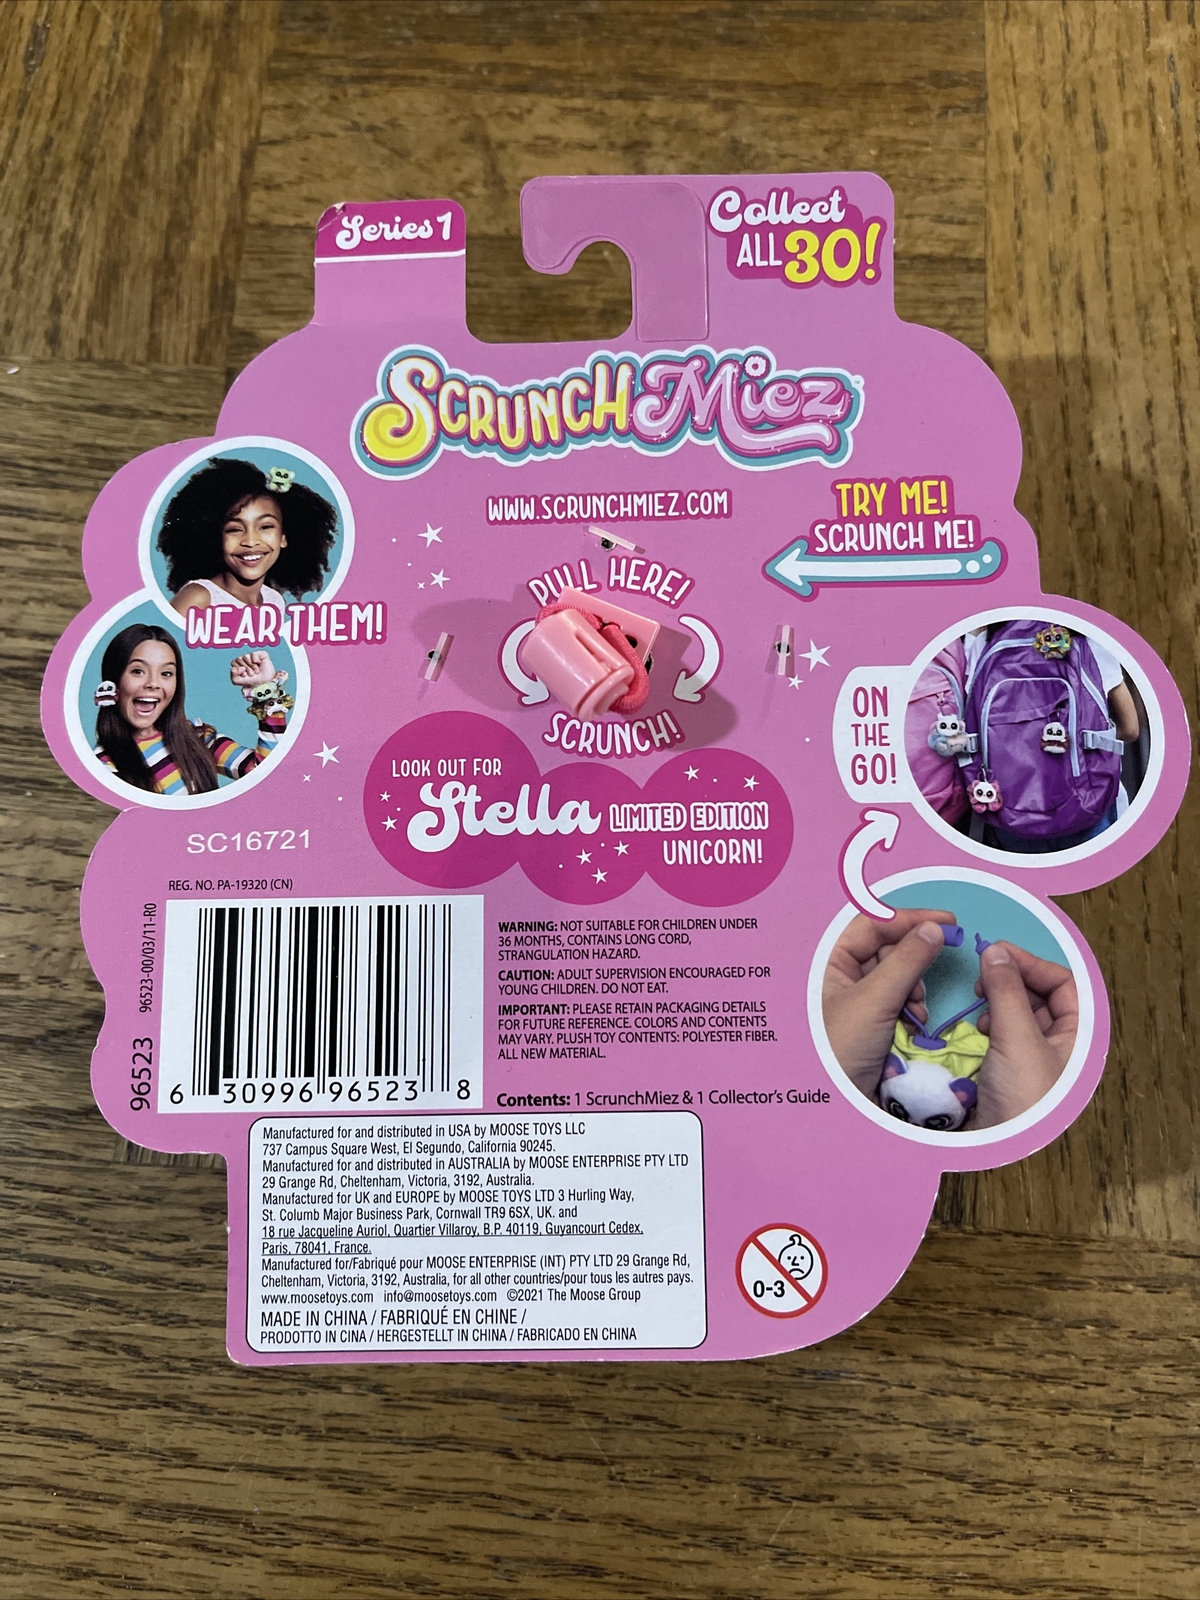 Series 1
Collect
ALL 30!
SCRUNCHMiez
WWW.SCRUNCHMIEZ.COM
TRY ME!
SCRUNCH ME!
PULL HERE!
SCRUNCH!
WEAR THEM!
ON
THE
GO!
LOOK OUT FOR
Stella LIMITED EDITION
UNICORN!
SC16721
REG. NO. PA-19320 (CN)
96523-00/03/11-R0
96523
6 30996 96523 8
WARNING: NOT SUITABLE FOR CHILDREN UNDER
36 MONTHS, CONTAINS LONG CORD,
STRANGULATION HAZARD.
CAUTION: ADULT SUPERVISION ENCOURAGED FOR
YOUNG CHILDREN. DO NOT EAT.
IMPORTANT: PLEASE RETAIN PACKAGING DETAILS
FOR FUTURE REFERENCE. COLORS AND CONTENTS
MAY VARY. PLUSH TOY CONTENTS: POLYESTER FIBER.
ALL NEW MATERIAL.
Contents: 1 ScrunchMiez & 1 Collector's Guide
Manufactured for and distributed in USA by MOOSE TOYS LLC
737 Campus Square West, El Segundo, California 90245.
Manufactured for and distributed in AUSTRALIA by MOOSE ENTERPRISE PTY LTD
29 Grange Rd, Cheltenham, Victoria, 3192, Australia.
Manufactured for UK and EUROPE by MOOSE TOYS LTD 3 Hurling Way,
St. Columb Major Business Park, Cornwall TR9 6SX, UK. and
18 rue Jacqueline Auriol, Quartier Villaroy, B.P. 40119, Guyancourt Cedex,
Paris, 78041, France.
Manufactured for/Fabriqué pour MOOSE ENTERPRISE (INT) PTY LTD 29 Grange Rd,
Cheltenham, Victoria, 3192, Australia, for all other countries/pour tous les autres pays.
www.moosetoys.com info@moosetoys.com ©2021 The Moose Group
MADE IN CHINA / FABRIQUÉ EN CHINE /
PRODOTTO IN CINA / HERGESTELLT IN CHINA / FABRICADO EN CHINA
0-3